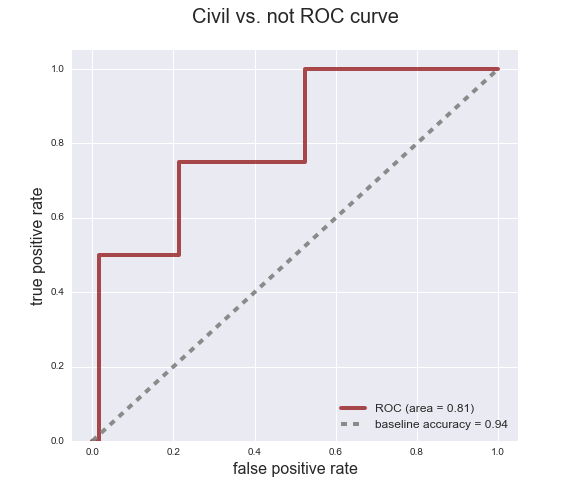 Civil vs. not ROC curve
true positive rate
1.0
0.8
0.6
0.4
0.2
0.0
ROC (area = 0.81)
baseline accuracy = 0.94
0.0 0.2 0.4 0.6 0.8 1.0
false positive rate